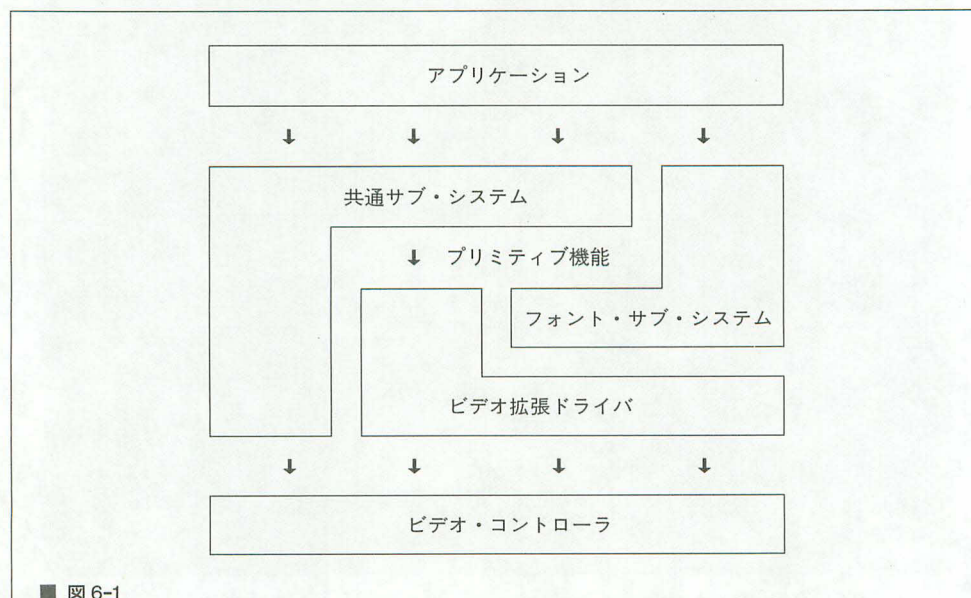 アプリケーション
共通サブ・システム
プリミティブ機能
フォント・サブ・システム
ビデオ拡張ドライバ
ビデオ・コントローラ
■ 図6-1